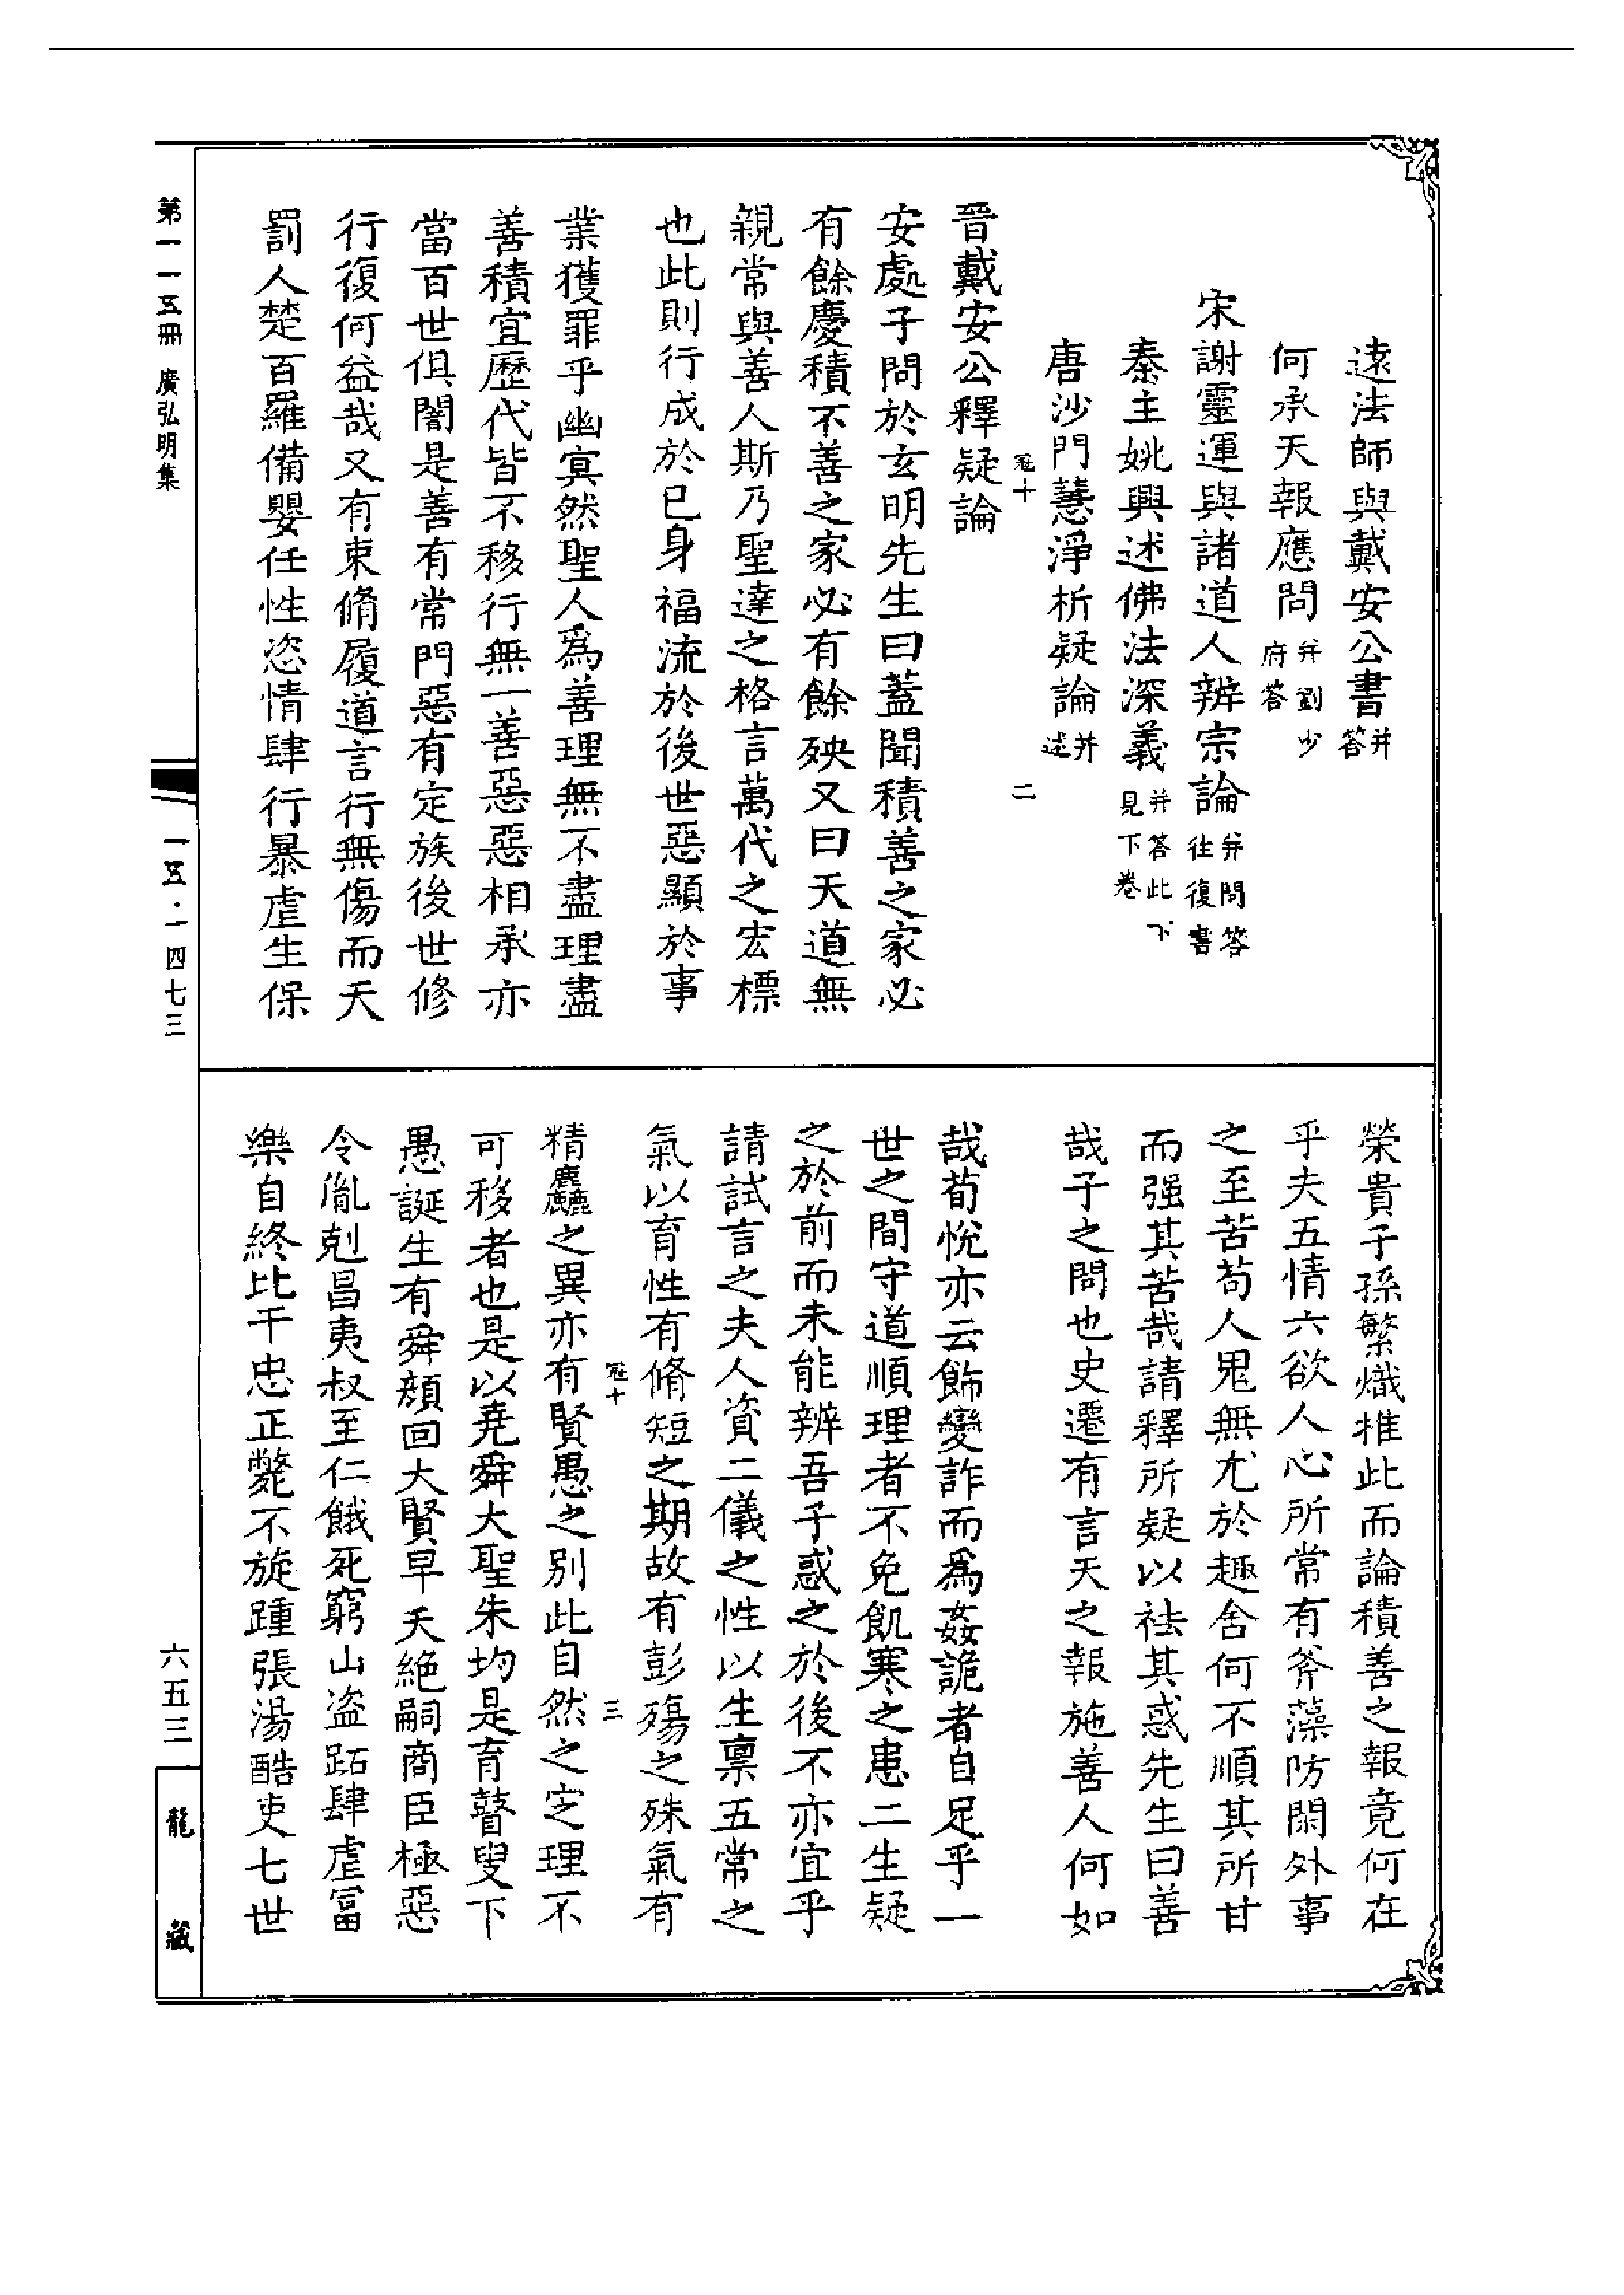 遠法師與戴安公書并答
何承天報應問并劉少府答
宋謝靈運與諸道人辨宗論并問答往復書
秦主姚興述佛法深義并答此下見下卷
唐沙門慧淨析疑論并述
冠十 二
晉戴安公釋疑論
安處子問於玄明先生曰蓋聞積善之家必
有餘慶積不善之家必有餘殃又曰天道無
親常與善人斯乃聖達之格言萬代之宏標
也此則行成於已身福流於後世惡顯於事
業獲罪乎幽冥然聖人爲善理無不盡理盡
善積宜歷代皆不移行無一善惡惡相承亦
當百世俱闇是善有常門惡有定族後世修
行復何益哉又有束脩履道言行無傷而天
罰人楚百羅備嬰任性恣情肆行暴虐生保
榮貴子孫繁熾推此而論積善之報竟何在
乎夫五情六欲人心所常有斧藻防閑外事
之至苦苟人鬼無尤於趣舍何不順其所甘
而强其苦哉請釋所疑以祛其惑先生曰善
哉子之問也史遷有言天之報施善人何如
哉荀悅亦云飾變詐而爲姦詭者自足乎一
世之間守道順理者不免飢寒之患二生疑
之於前而未能辨吾子惑之於後不亦宜乎
請試言之夫人資二儀之性以生禀五常之
氣以育性有脩短之期故有彭殤之殊氣有
冠十 三
精麤之異亦有賢愚之別此自然之定理不
可移者也是以堯舜大聖朱均是育瞽叟下
愚誕生有舜顏回大賢早夭絶嗣商臣極惡
令胤剋昌夷叔至仁餓死窮山盜跖肆虐富
樂自終比干忠正斃不旋踵張湯酷吏七世
第一一五冊 廣弘明集
一五·一四七三
六五三
龍藏